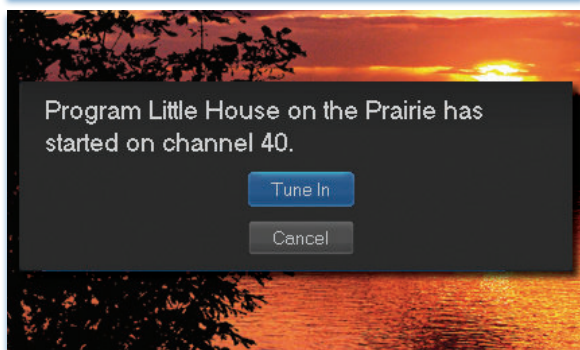 Program Little House on the Prairie has
started on channel 40.
Tune In
Cancel